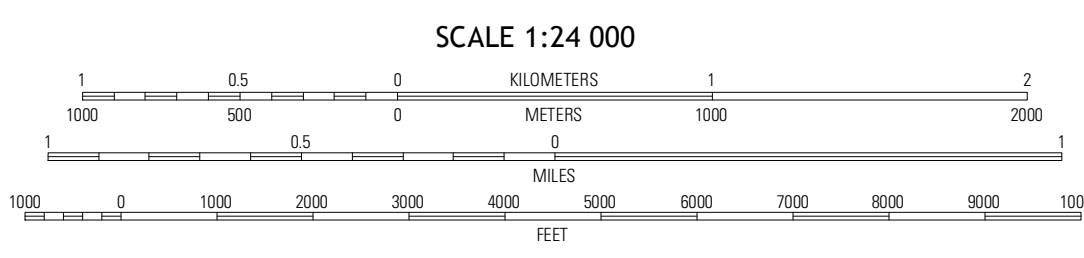 SCALE 1:24 000
1 0.5 0 KILOMETERS 1 2
1000 500 0 METERS 1000 2000
1 0.5 0 1
MILES
1000 0 1000 2000 3000 4000 5000 6000 7000 8000 9000 100
FEET